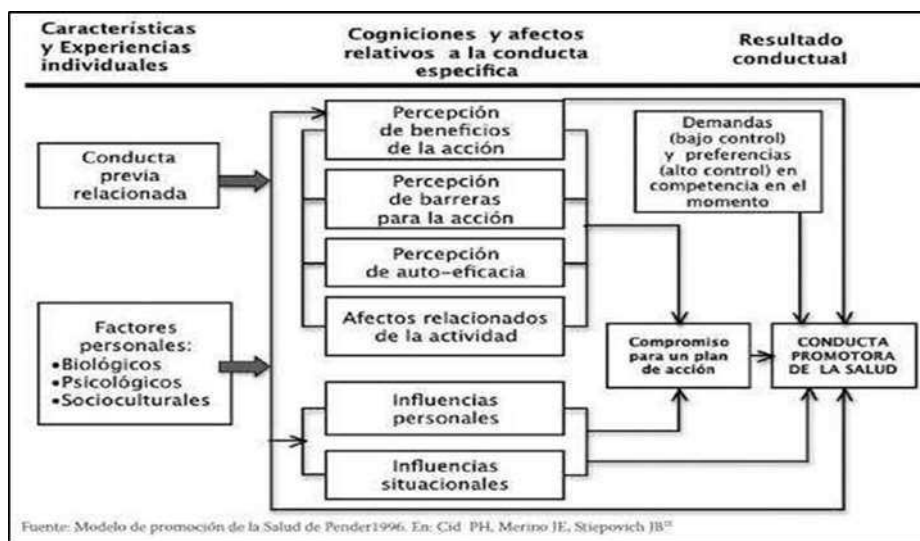 Características
y Experiencias
individuales
Cogniciones y afectos
relativos a la conducta
especifica
Resultado
conductual
Conducta
previa
relacionada
Factores
personales:
•Biológicos
•Psicológicos
•Socioculturales
Percepción
de beneficios
de la acción
Percepción
de barreras
para la acción
Percepción
de auto-eficacia
Afectos relacionados
de la actividad
Influencias
personales
Influencias
situacionales
Demandas
(bajo control)
y preferencias
(alto control) en
competencia en el
momento
Compromiso
para un plan
de acción
CONDUCTA
PROMOTORA
DE LA SALUD
Fuente: Modelo de promoción de la Salud de Pender1996. En: Cid PH, Merino JE, Stiepovich JB